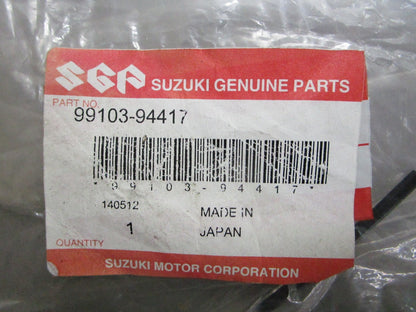 SGP SUZUKI GENUINE PARTS
PART NO.
99103-94417
*99103-94417*
140512 MADE IN
QUANTITY 1 JAPAN
SUZUKI MOTOR CORPORATION